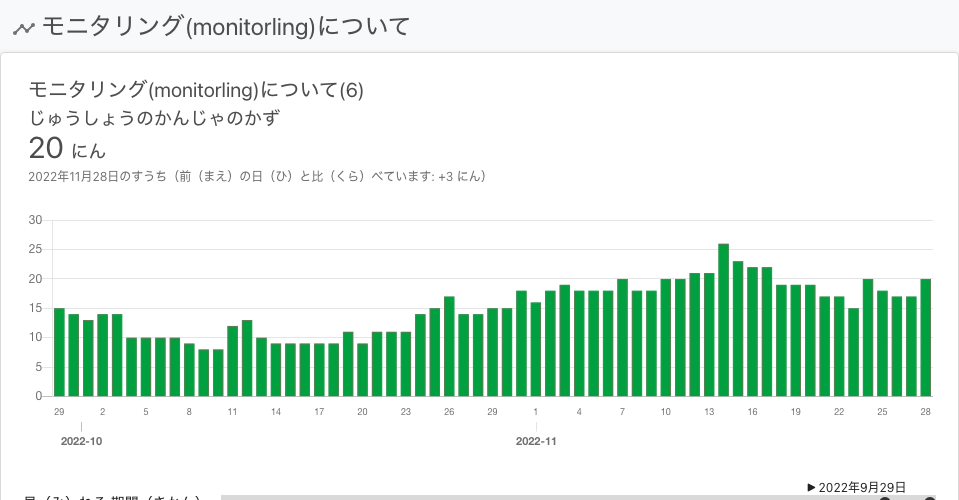 モニタリング(monitorling)について
モニタリング(monitorling)について(6)
じゅうしょうのかんじゃのかず
20 にん
2022年11月28日のすうち（前（まえ）の日（ひ）と比（くら）べています: +3 にん）
30
25
20
15
10
5
0
29 2 5 8 11 14 17 20 23 26 29 1 4 7 10 13 16 19 22 25 28
2022-10 2022-11
▶ 2022年9月29日